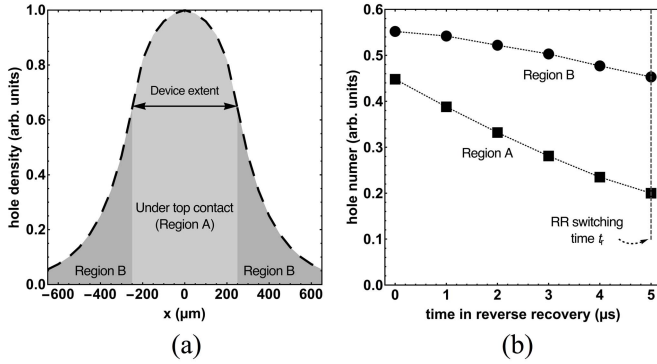 (a)
1.0
0.8
0.6
0.4
0.2
0.0
hole density (arb. units)
Device extent
Under top contact
(Region A)
Region B
Region B
−600
−400
−200
0
200
400
600
x (μm)
(a)
(b)
0.6
0.5
0.4
0.3
0.2
0.1
0.0
hole numer (arb. units)
Region B
Region A
RR switching
time tr
0
1
2
3
4
5
time in reverse recovery (μs)
(b)